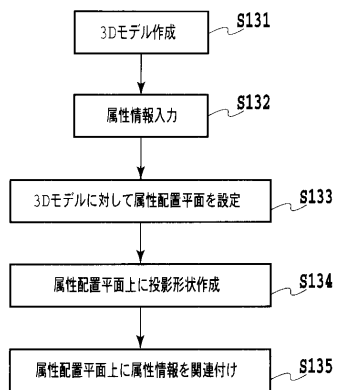 3Dモデル作成 S131
属性情報入力 S132
3Dモデルに対して属性配置平面を設定 S133
属性配置平面上に投影形状作成 S134
属性配置平面上に属性情報を関連付け S135